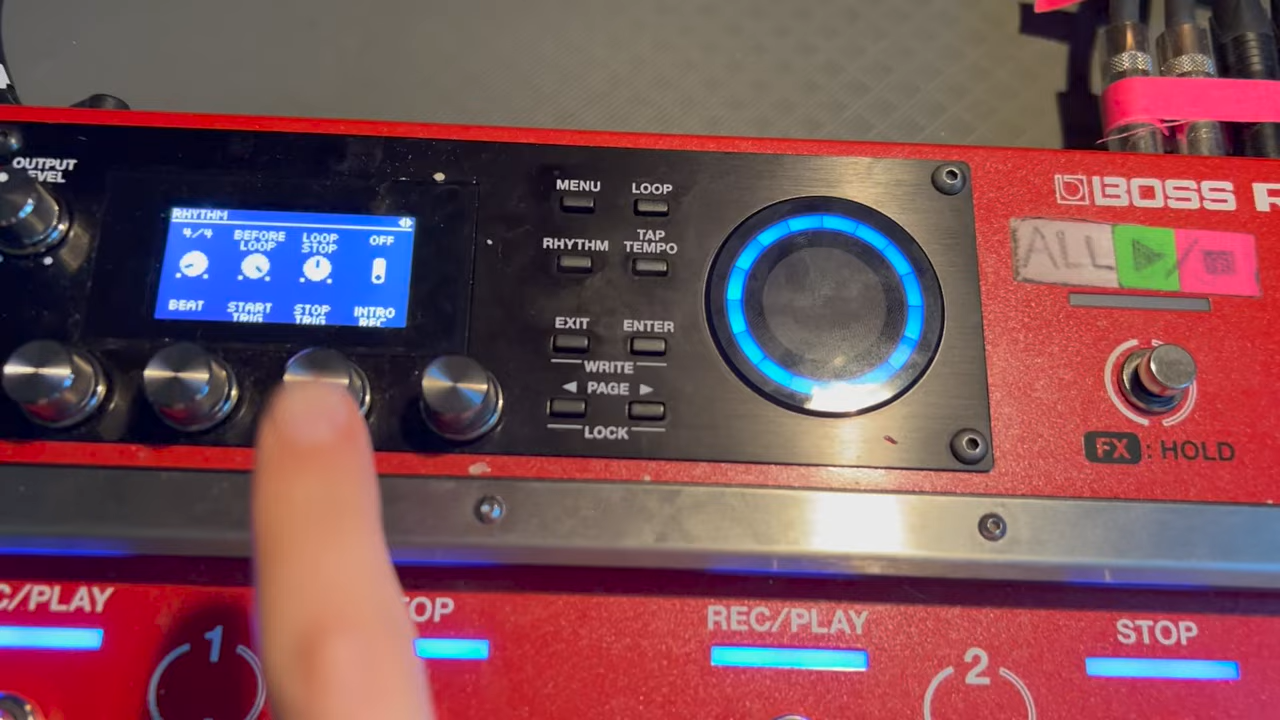 OUTPUT
LEVEL
RHYTHM
4/4 BEFORE LOOP LOOP STOP OFF
BEAT START TRIG STOP TRIG INTRO REC
MENU LOOP
RHYTHM TAP TEMPO
EXIT ENTER
WRITE
PAGE
LOCK
BOSS R
ALL
FX : HOLD
C/PLAY
TOP
REC/PLAY
STOP
1
2